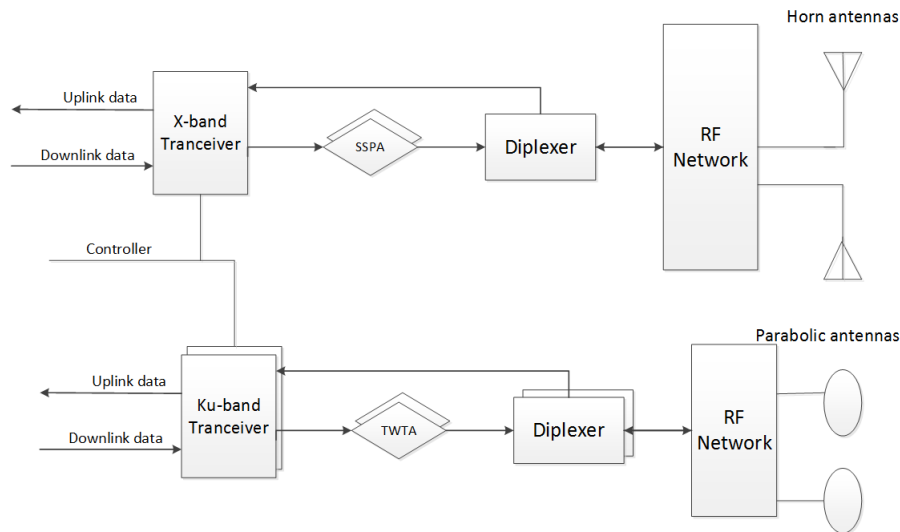 Horn antennas
Uplink data
X-band
Tranceiver
Downlink data
SSPA
Diplexer
RF
Network
Controller
Parabolic antennas
Uplink data
Ku-band
Tranceiver
Downlink data
TWTA
Diplexer
RF
Network